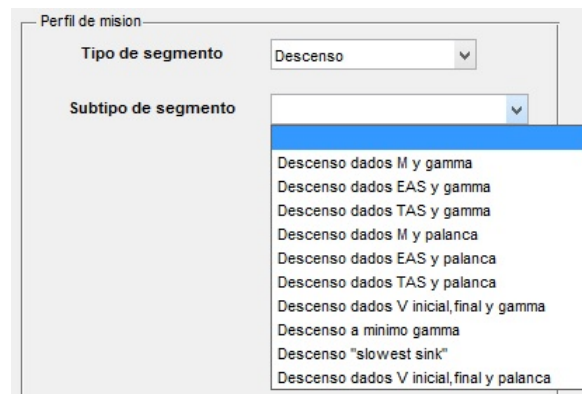 Perfil de mision
Tipo de segmento
Descenso
Subtipo de segmento
Descenso dados M y gamma
Descenso dados EAS y gamma
Descenso dados TAS y gamma
Descenso dados M y palanca
Descenso dados EAS y palanca
Descenso dados TAS y palanca
Descenso dados V inicial,final y gamma
Descenso a minimo gamma
Descenso "slowest sink"
Descenso dados V inicial,final y palanca